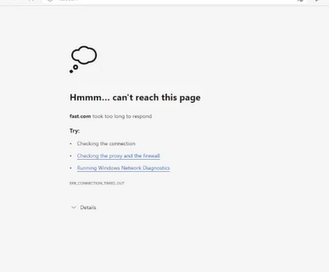 Hmmm... can't reach this page
fast.com took too long to respond
Try:
• Checking the connection
• Checking the proxy and the firewall
• Running Windows Network Diagnostics
ERR_CONNECTION_TIMED_OUT
Details